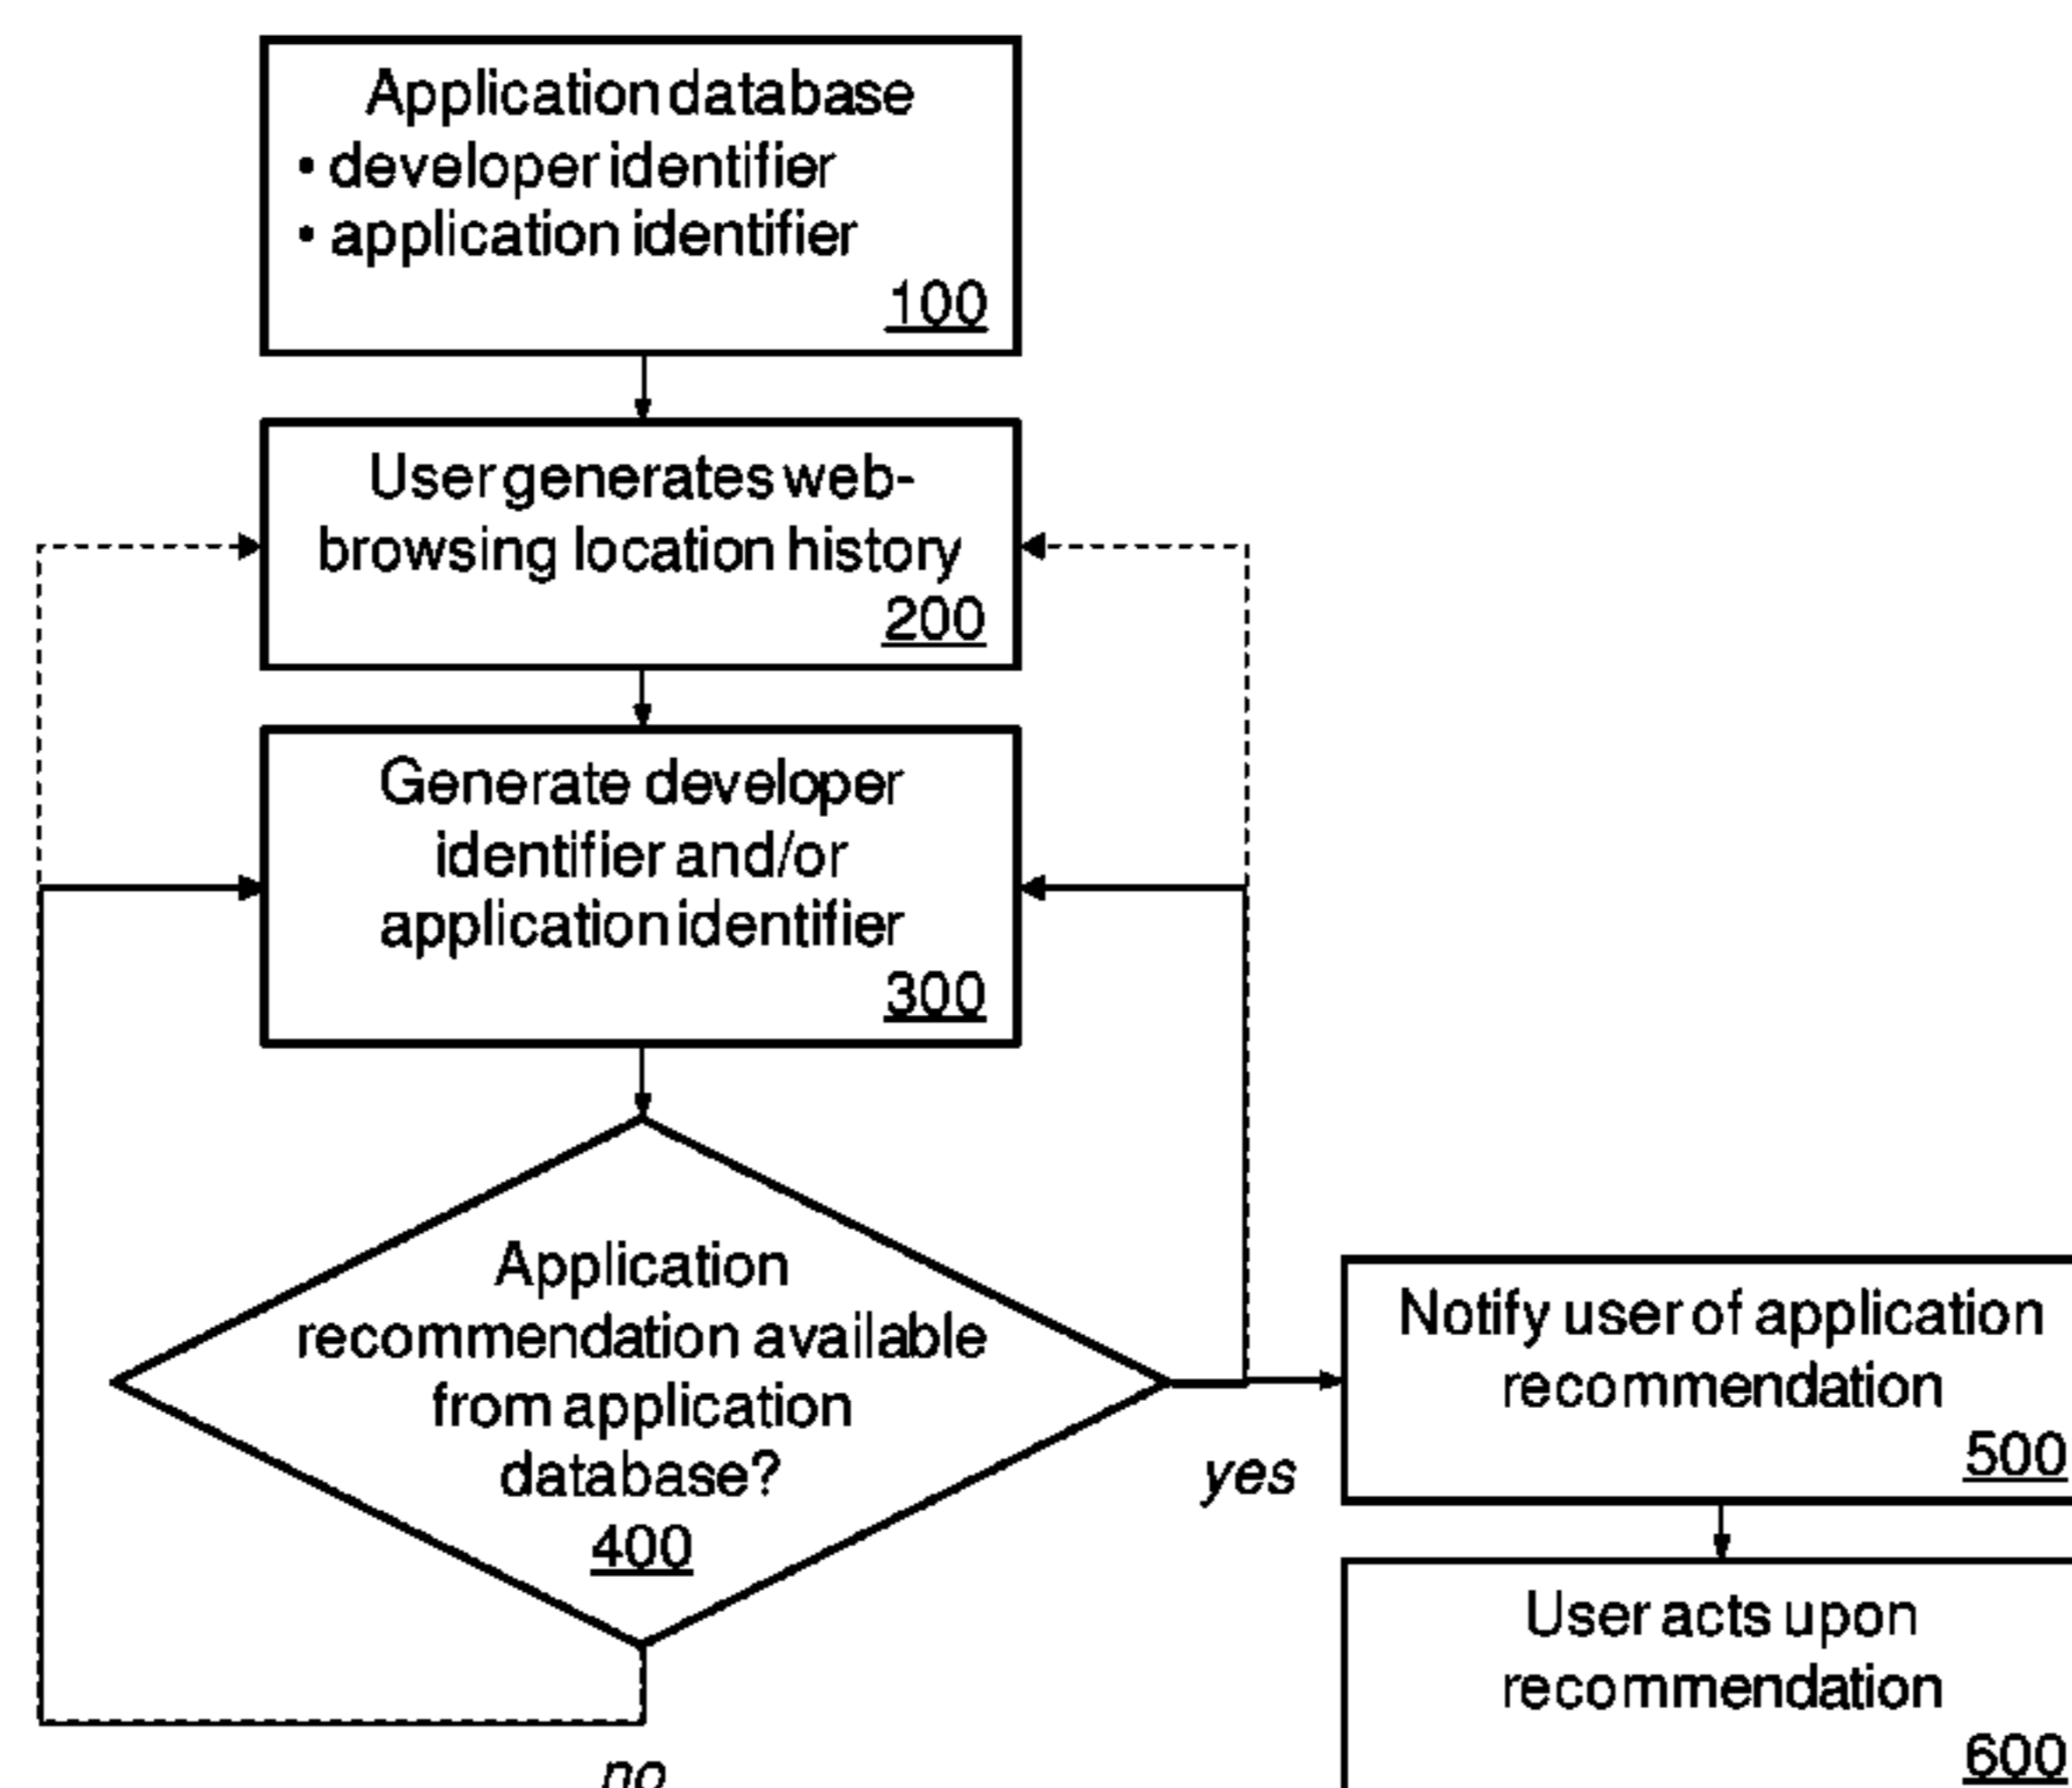 Application database
• developer identifier
• application identifier
100
User generates web-
browsing location history
200
Generate developer
identifier and/or
application identifier
300
Application
recommendation available
from application
database?
400
yes
no
Notify user of application
recommendation
500
User acts upon
recommendation
600